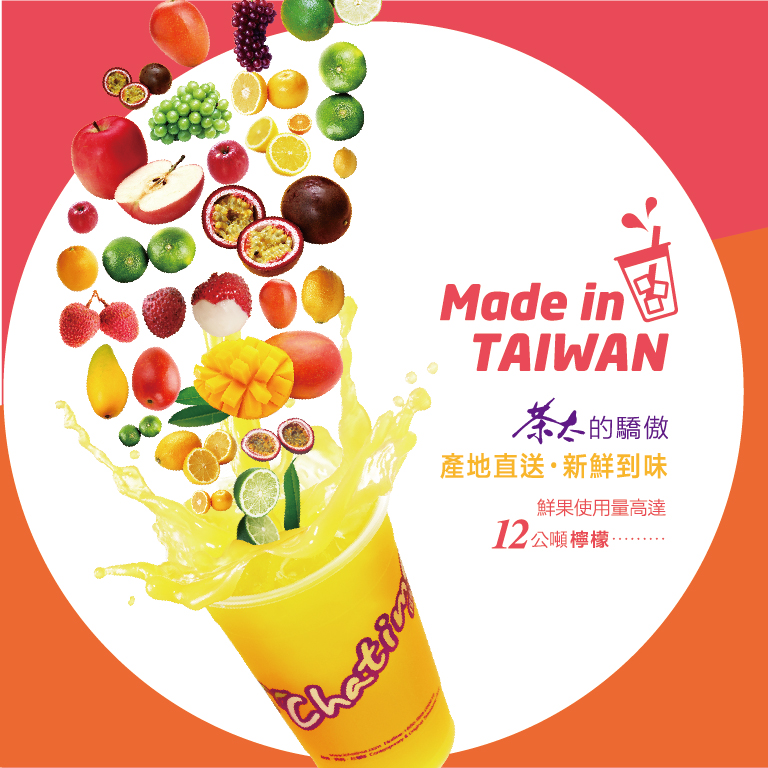 Made in
TAIWAN
茶太的驕傲
產地直送・新鮮到味
鮮果使用量高達
12公噸檸檬………
Chatime